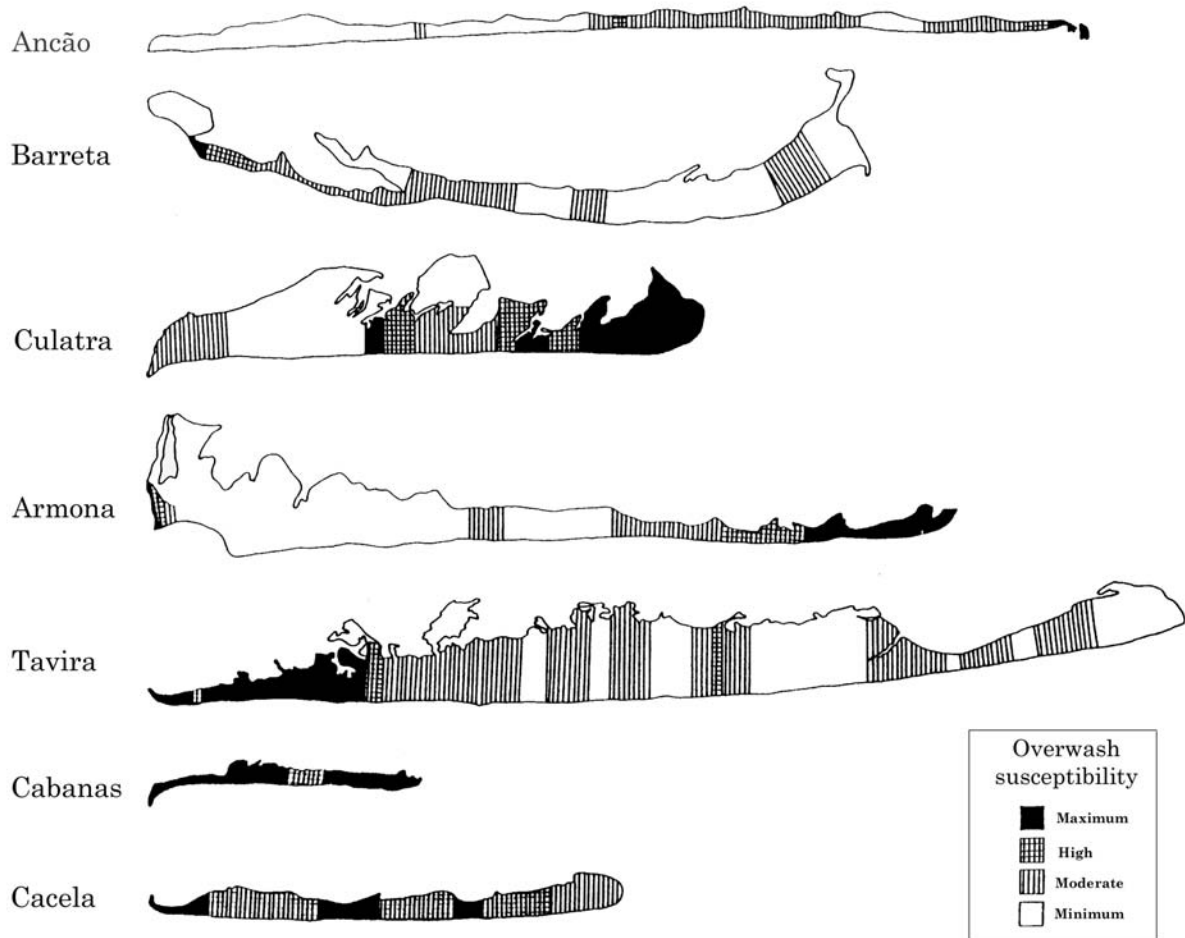 Ancão
Barreta
Culatra
Armona
Tavira
Cabanas
Cacela
Overwash
susceptibility
Maximum
High
Moderate
Minimum